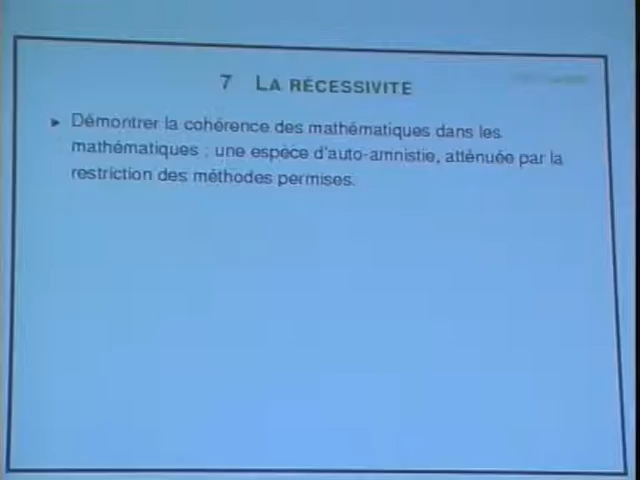 7 LA RÉCESSIVITÉ
► Démontrer la cohérence des mathématiques dans les
mathématiques : une espèce d'auto-amnistie, atténuée par la
restriction des méthodes permises.